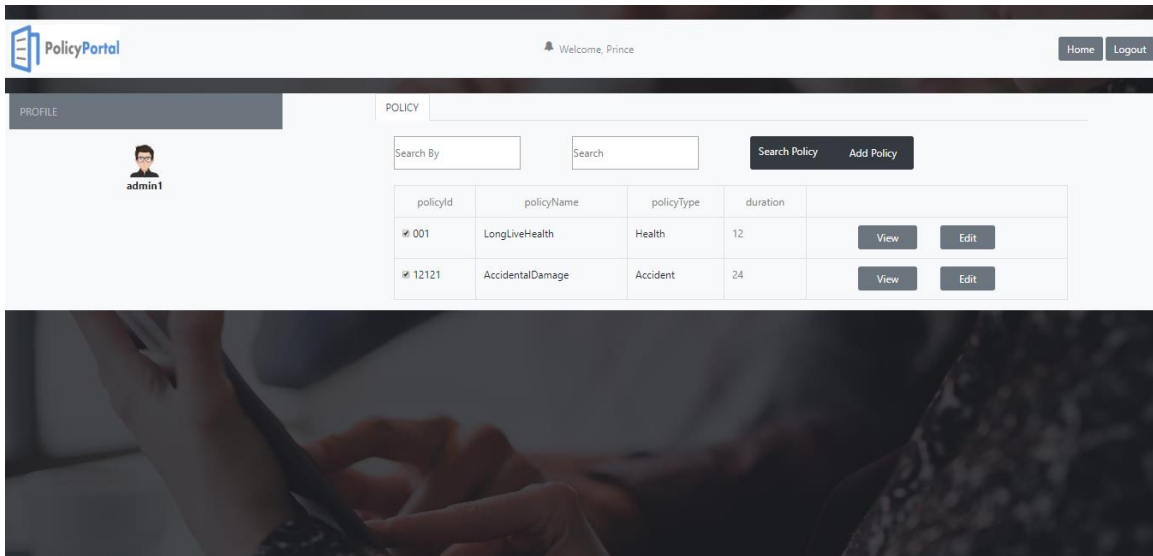 PolicyPortal
Welcome, Prince
Home Logout
PROFILE
admin1
POLICY
Search By Search Search Policy Add Policy
policyId policyName policyType duration
001 LongLiveHealth Health 12 View Edit
12121 AccidentalDamage Accident 24 View Edit